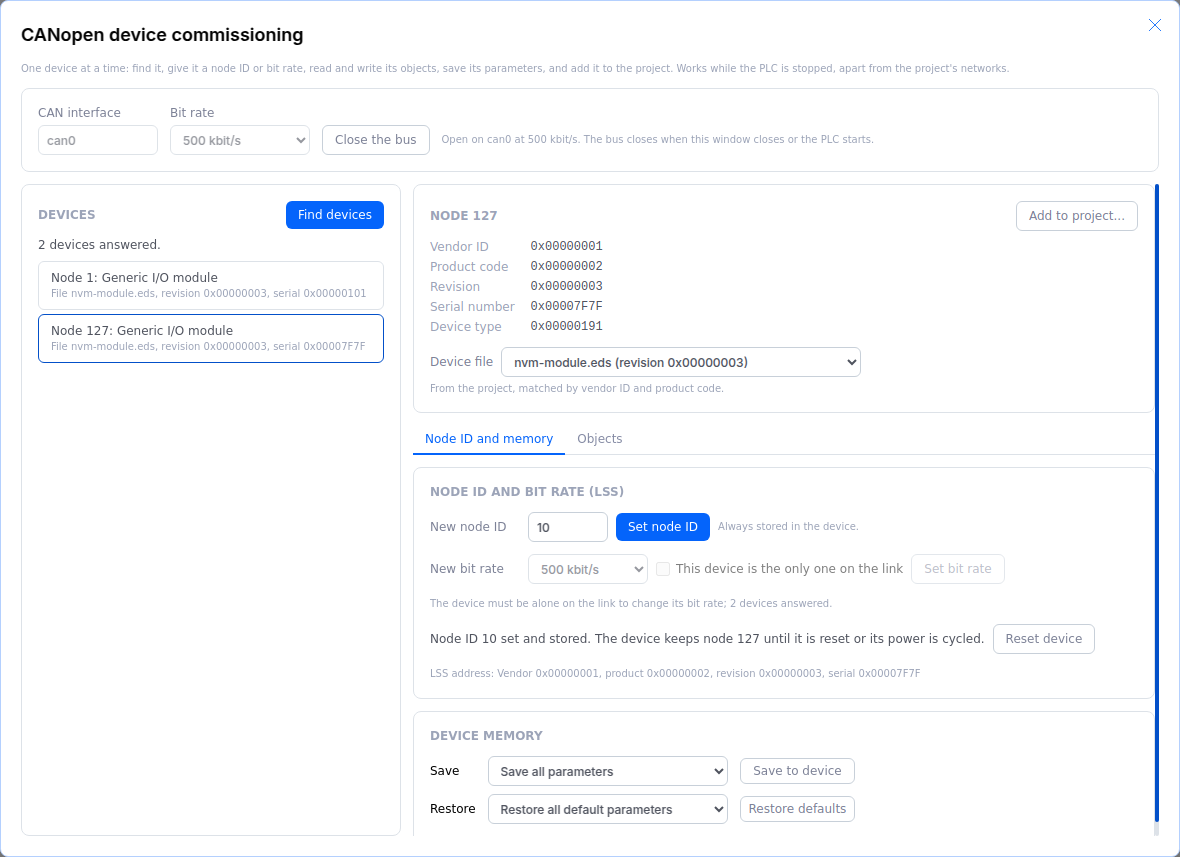 CANopen device commissioning
One device at a time: find it, give it a node ID or bit rate, read and write its objects, save its parameters, and add it to the project. Works while the PLC is stopped, apart from the project's networks.
CAN interface
Bit rate
can0
500 kbit/s
Close the bus
Open on can0 at 500 kbit/s. The bus closes when this window closes or the PLC starts.
DEVICES
Find devices
2 devices answered.
Node 1: Generic I/O module
File nvm-module.eds, revision 0x00000003, serial 0x00000101
Node 127: Generic I/O module
File nvm-module.eds, revision 0x00000003, serial 0x00007F7F
NODE 127
Add to project...
Vendor ID 0x00000001
Product code 0x00000002
Revision 0x00000003
Serial number 0x00007F7F
Device type 0x00000191
Device file nvm-module.eds (revision 0x00000003)
From the project, matched by vendor ID and product code.
Node ID and memory
Objects
NODE ID AND BIT RATE (LSS)
New node ID 10 Set node ID Always stored in the device.
New bit rate 500 kbit/s This device is the only one on the link Set bit rate
The device must be alone on the link to change its bit rate; 2 devices answered.
Node ID 10 set and stored. The device keeps node 127 until it is reset or its power is cycled. Reset device
LSS address: Vendor 0x00000001, product 0x00000002, revision 0x00000003, serial 0x00007F7F
DEVICE MEMORY
Save Save all parameters Save to device
Restore Restore all default parameters Restore defaults